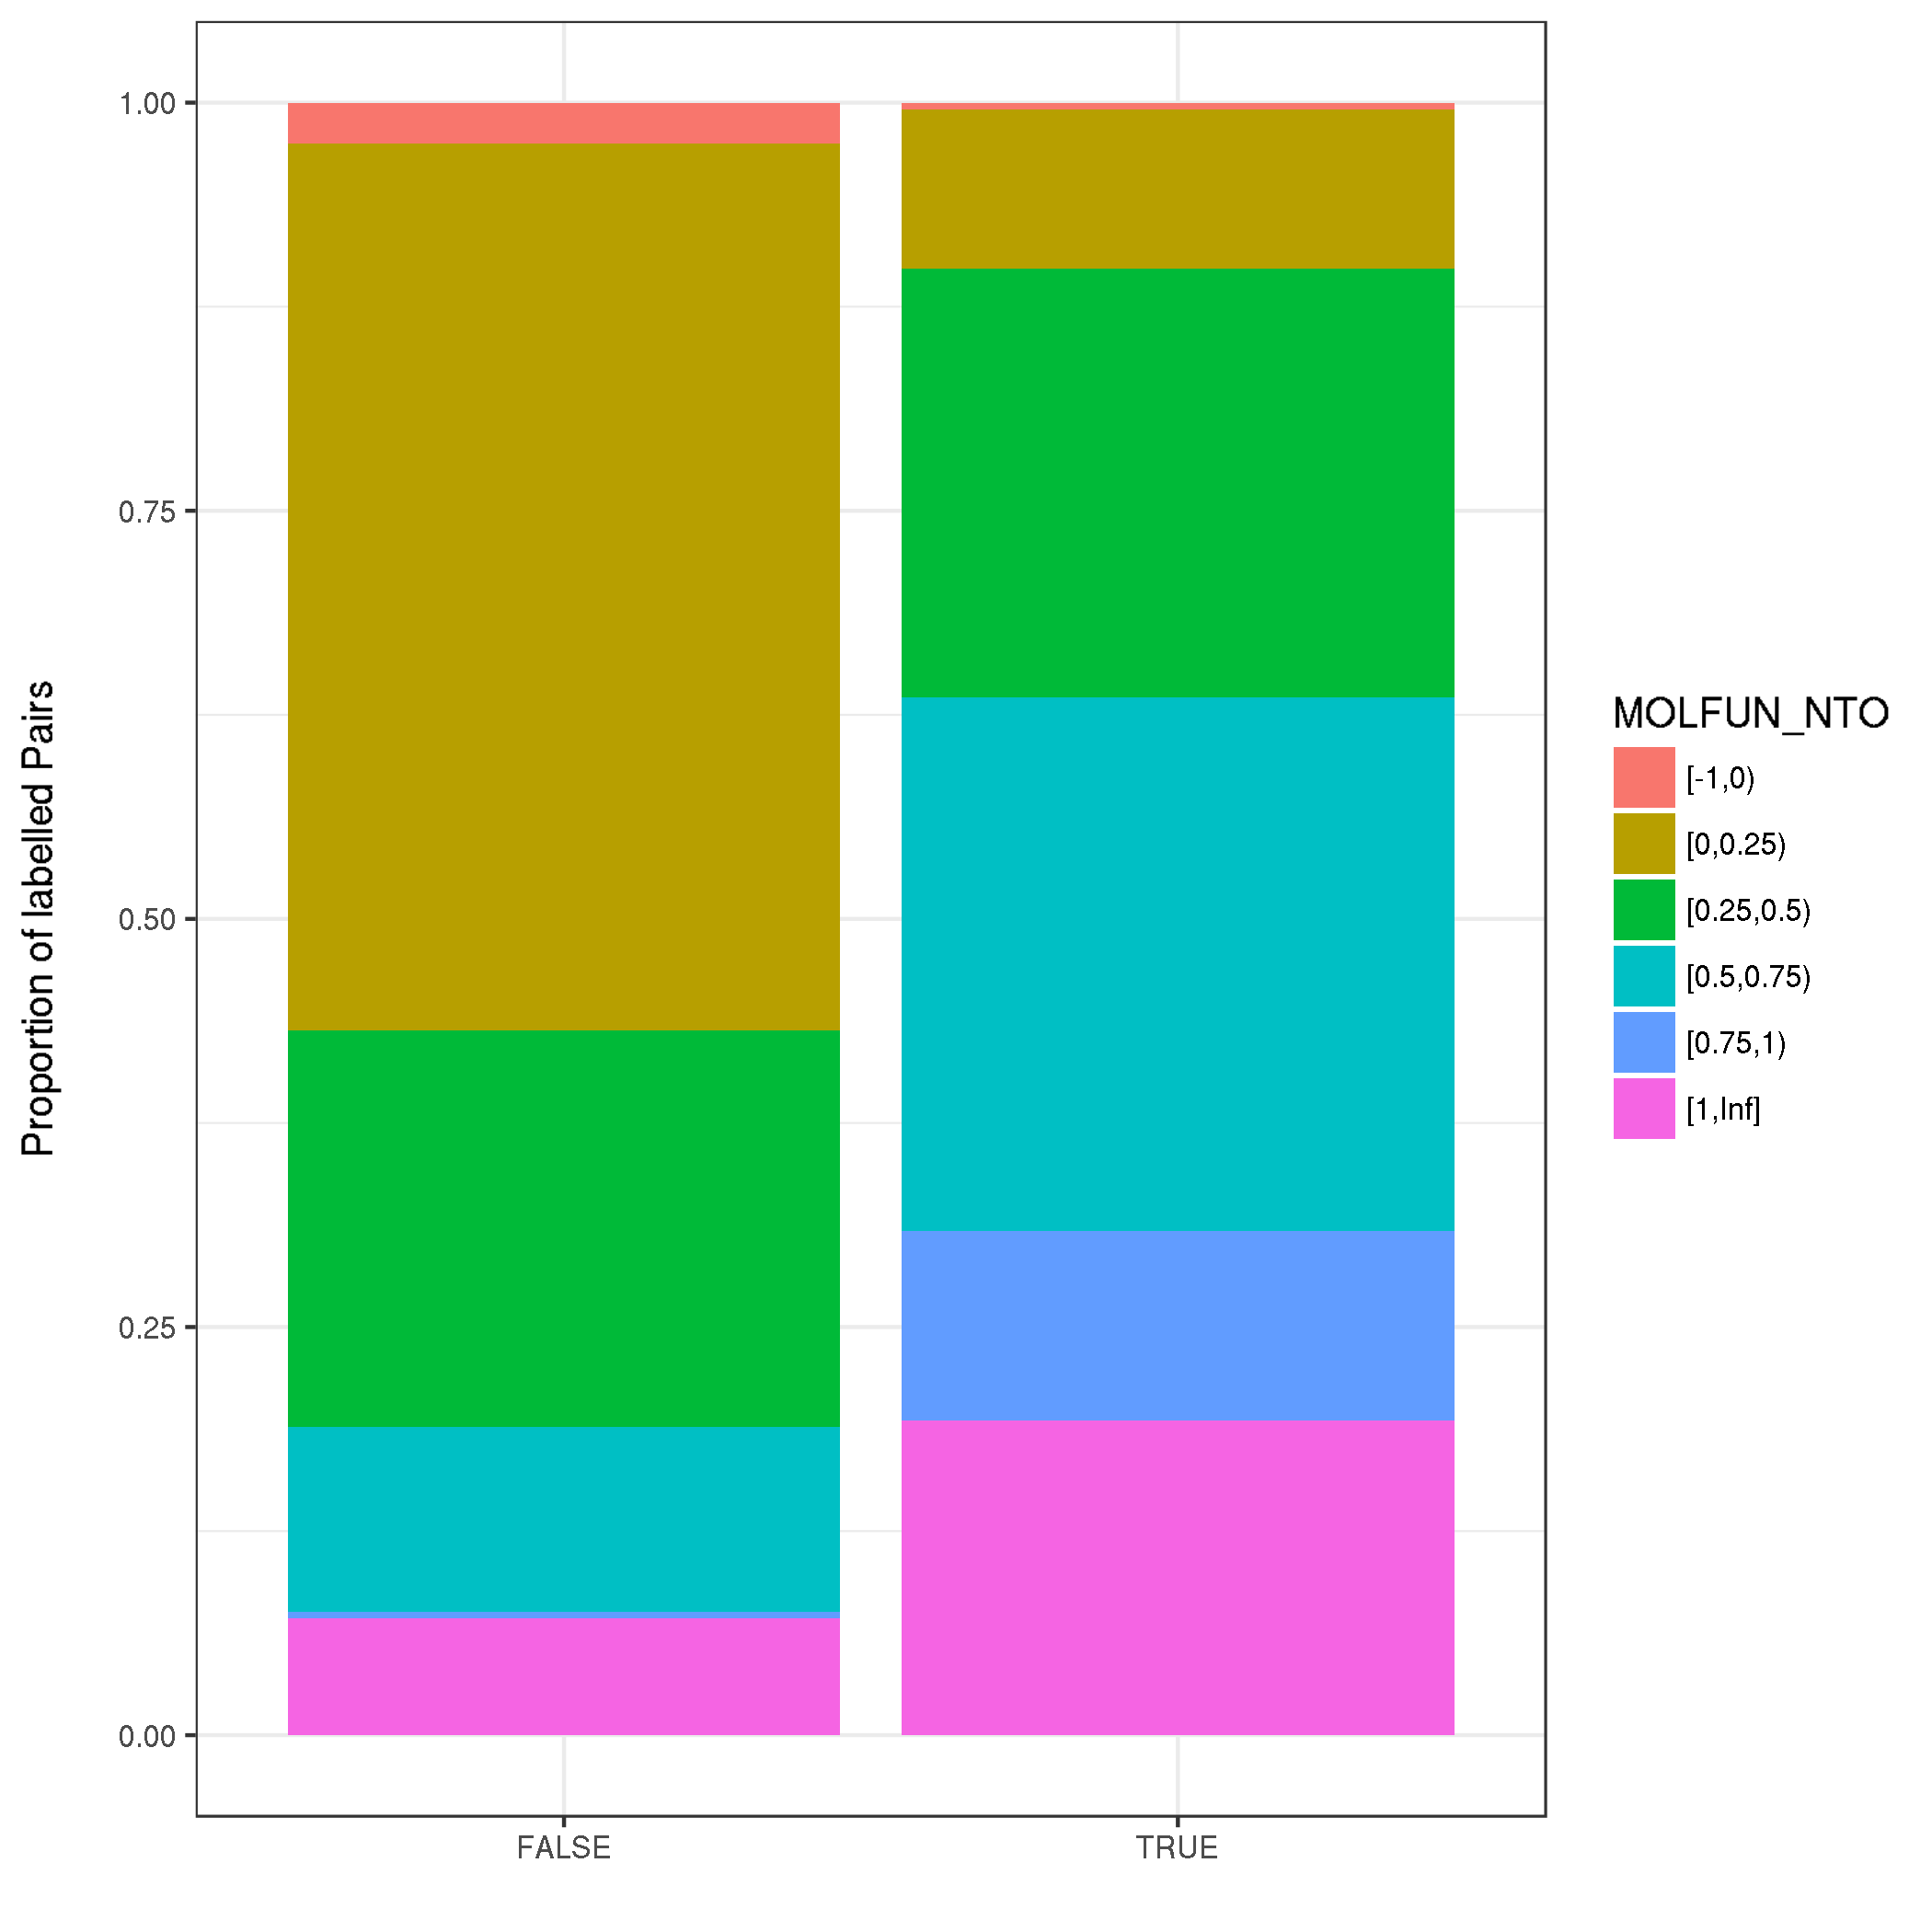 Proportion of labelled Pairs
1.00
0.75
0.50
0.25
0.00
FALSE TRUE
MOLFUN_NTO
[-1,0)
[0,0.25)
[0.25,0.5)
[0.5,0.75)
[0.75,1)
[1,Inf]